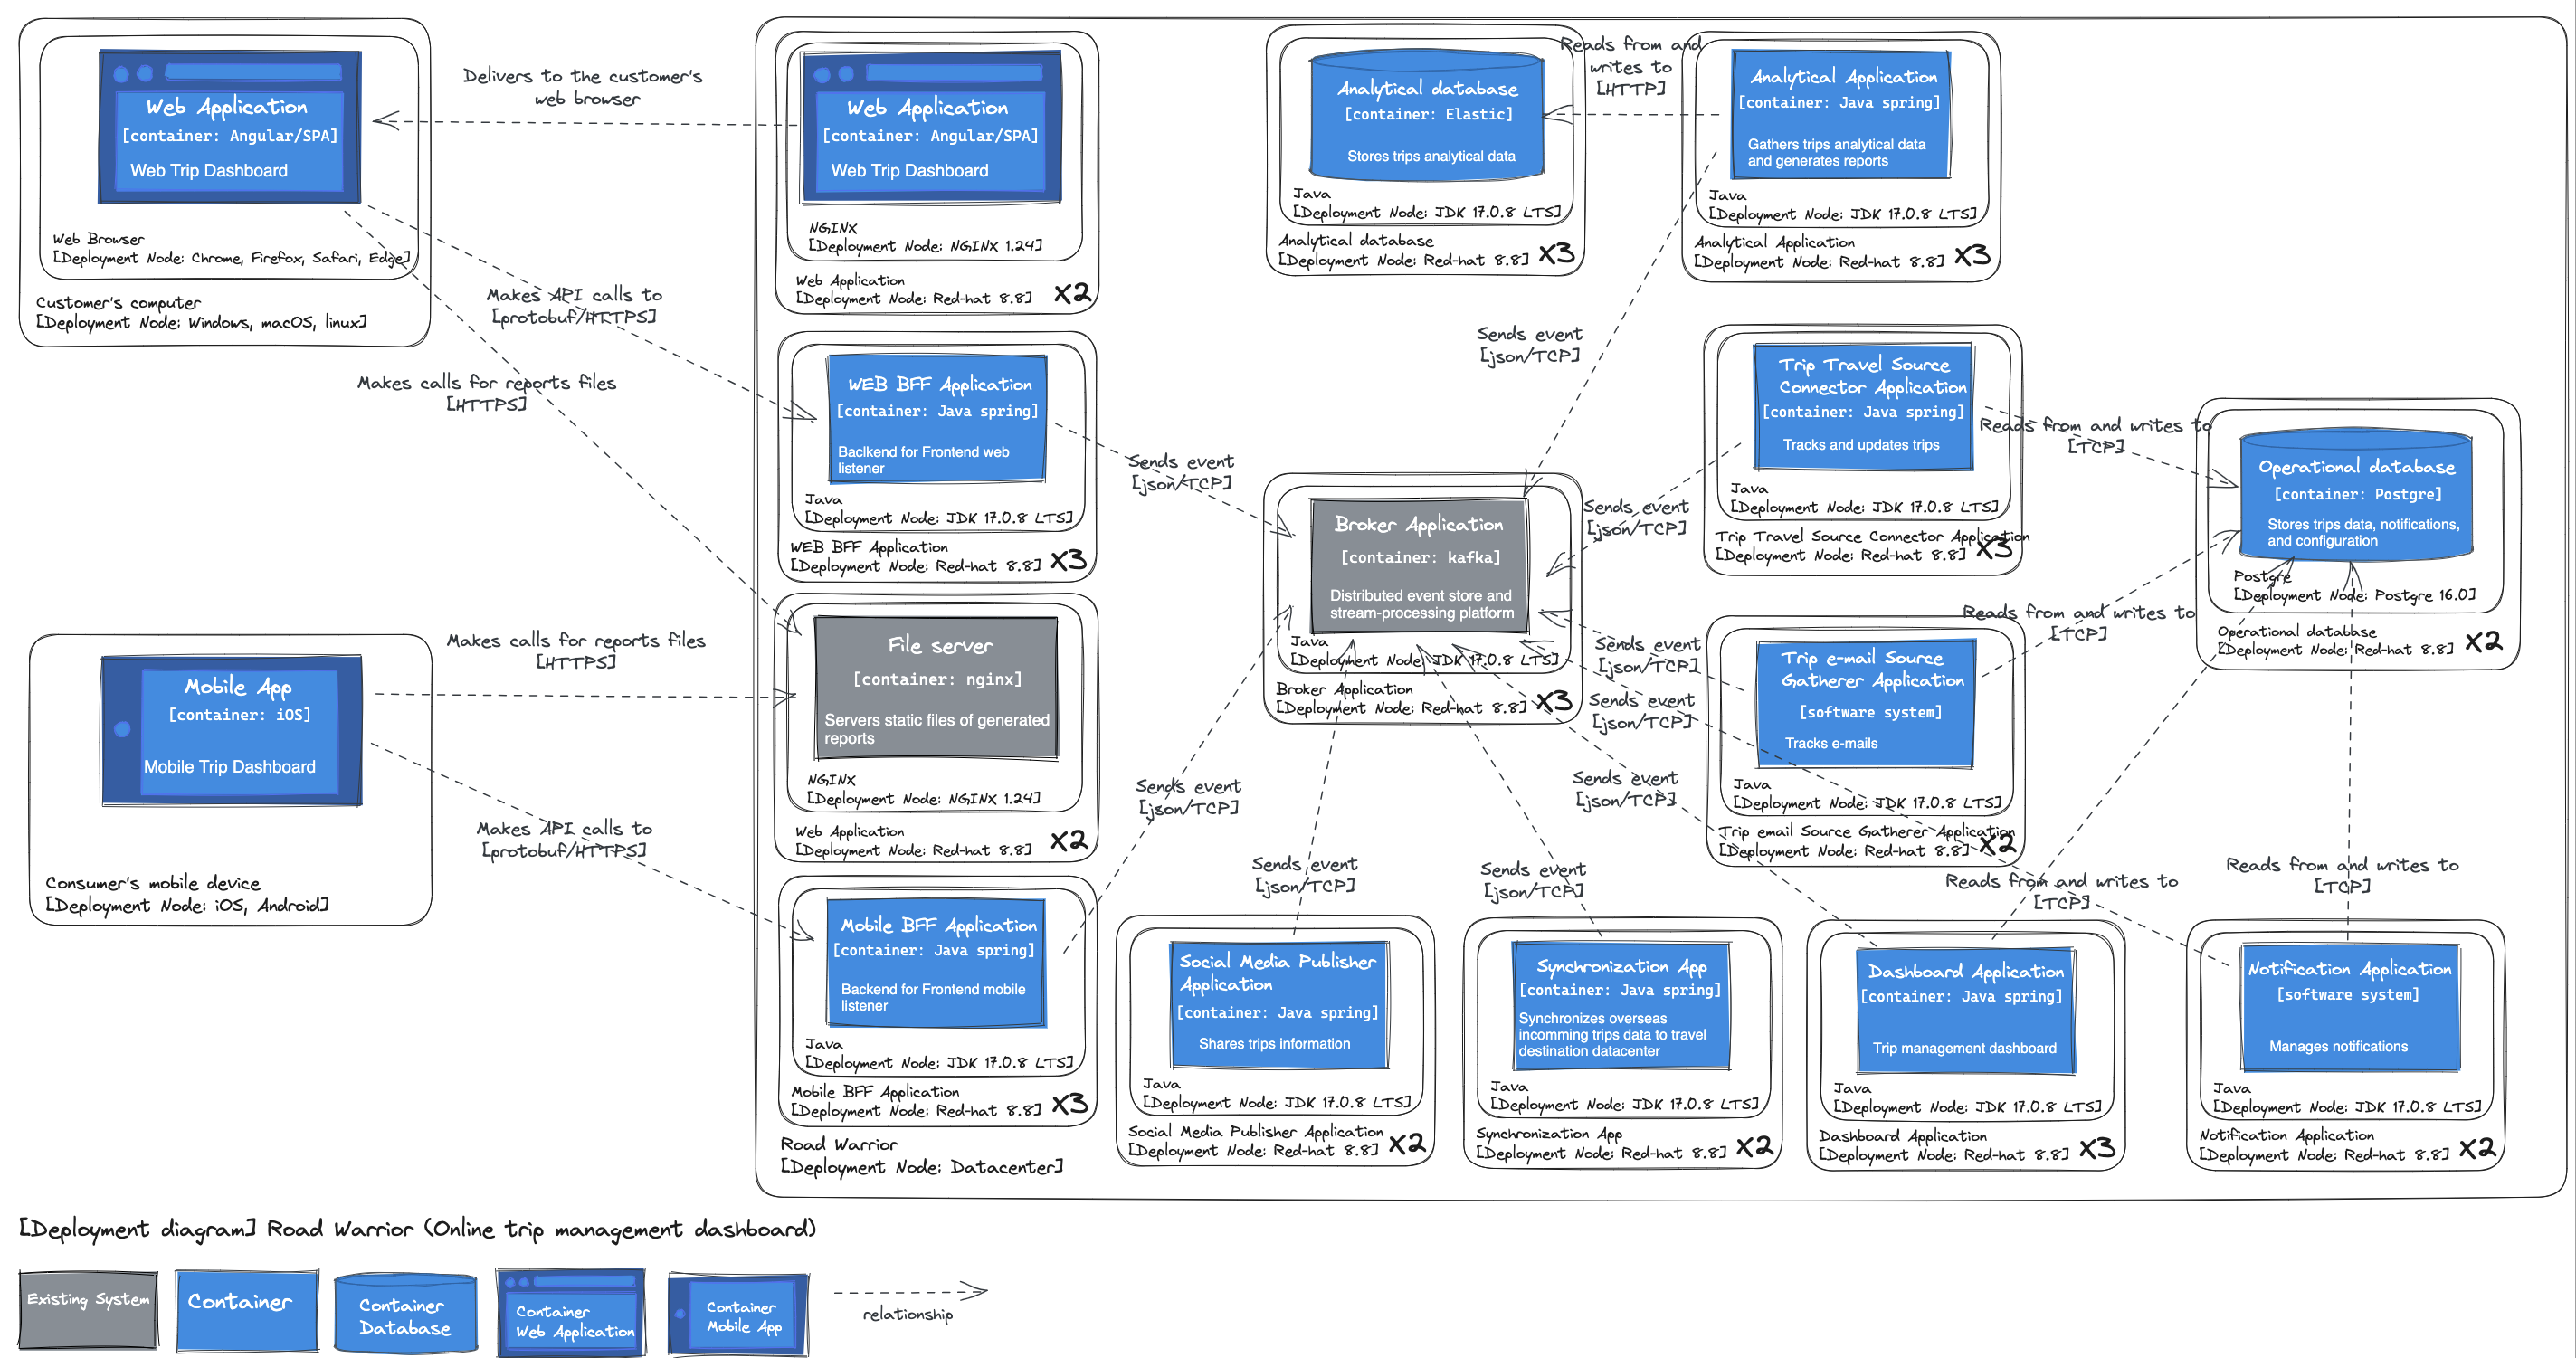 Web Application
[container: Angular/SPA]
Web Trip Dashboard
Web Browser
[Deployment Node: Chrome, Firefox, Safari, Edge]
Customer's computer
[Deployment Node: Windows, macOS, linux]
Delivers to the customer's
web browser
Makes API calls to
[protobuf/HTTPS]
Makes calls for reports files
[HTTPS]
Makes calls for reports files
[HTTPS]
Mobile App
[container: iOS]
Mobile Trip Dashboard
Consumer's mobile device
[Deployment Node: iOS, Android]
Makes API calls to
[protobuf/HTTPS]
Web Application
[container: Angular/SPA]
Web Trip Dashboard
NGINX
[Deployment Node: NGINX 1.24]
Web Application
[Deployment Node: Red-hat 8.8]
X2
WEB BFF Application
[container: Java spring]
Baclkend for Frontend web
listener
Java
[Deployment Node: JDK 17.0.8 LTS]
WEB BFF Application
[Deployment Node: Red-hat 8.8]
X3
File server
[container: nginx]
Servers static files of generated
reports
NGINX
[Deployment Node: NGINX 1.24]
Web Application
[Deployment Node: Red-hat 8.8]
X2
Mobile BFF Application
[container: Java spring]
Backend for Frontend mobile
listener
Java
[Deployment Node: JDK 17.0.8 LTS]
Mobile BFF Application
[Deployment Node: Red-hat 8.8]
X3
Road Warrior
[Deployment Node: Datacenter]
Analytical database
[container: Elastic]
Stores trips analytical data
Java
[Deployment Node: JDK 17.0.8 LTS]
Analytical database
[Deployment Node: Red-hat 8.8]
X3
Reads from and
writes to
[HTTP]
Analytical Application
[container: Java spring]
Gathers trips analytical data
and generates reports
Java
[Deployment Node: JDK 17.0.8 LTS]
Analytical Application
[Deployment Node: Red-hat 8.8]
X3
Sends event
[json/TCP]
Sends event
[json/TCP]
Trip Travel Source
Connector Application
[container: Java spring]
Tracks and updates trips
Java
[Deployment Node: JDK 17.0.8 LTS]
Trip Travel Source Connector Application
[Deployment Node: Red-hat 8.8]
X3
Reads from and writes to
[TCP]
Operational database
[container: Postgre]
Stores trips data, notifications,
and configuration
Postgre
[Deployment Node: Postgre 16.0]
Operational database
[Deployment Node: Red-hat 8.8]
X2
Broker Application
[container: kafka]
Distributed event store and
stream-processing platform
Java
[Deployment Node: JDK 17.0.8 LTS]
Broker Application
[Deployment Node: Red-hat 8.8]
X3
Sends event
[json/TCP]
Sends event
[json/TCP]
Sends event
[json/TCP]
Sends event
[json/TCP]
Trip e-mail Source
Gatherer Application
[software system]
Tracks e-mails
Java
[Deployment Node: JDK 17.0.8 LTS]
Trip email Source Gatherer Application
[Deployment Node: Red-hat 8.8]
X2
Reads from and writes to
[TCP]
Sends event
[json/TCP]
Sends event
[json/TCP]
Sends event
[json/TCP]
Reads from and writes to
[TCP]
Reads from and writes to
[TCP]
Social Media Publisher
Application
[container: Java spring]
Shares trips information
Java
[Deployment Node: JDK 17.0.8 LTS]
Social Media Publisher Application
[Deployment Node: Red-hat 8.8]
X2
Synchronization App
[container: Java spring]
Synchronizes overseas
incomming trips data to travel
destination datacenter
Java
[Deployment Node: JDK 17.0.8 LTS]
Synchronization App
[Deployment Node: Red-hat 8.8]
X2
Dashboard Application
[container: Java spring]
Trip management dashboard
Java
[Deployment Node: JDK 17.0.8 LTS]
Dashboard Application
[Deployment Node: Red-hat 8.8]
X3
Notification Application
[software system]
Manages notifications
Java
[Deployment Node: JDK 17.0.8 LTS]
Notification Application
[Deployment Node: Red-hat 8.8]
X2
[Deployment diagram] Road Warrior (Online trip management dashboard)
Existing System
Container
Container
Database
Container
Web Application
Container
Mobile App
relationship